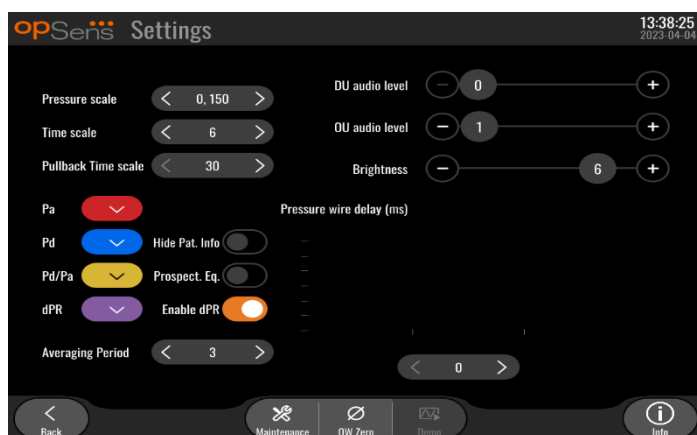 opSens Settings
13:38:25
2023-04-04
Pressure scale 0, 150
Time scale 6
Pullback Time scale 30
DU audio level 0
OU audio level 1
Brightness 6
Pa
Pd
Pd/Pa
dPR
Hide Pat. Info
Prospect. Eq.
Enable dPR
Averaging Period 3
Pressure wire delay (ms)
0
Back
Maintenance
OW Zero
Demo
Info